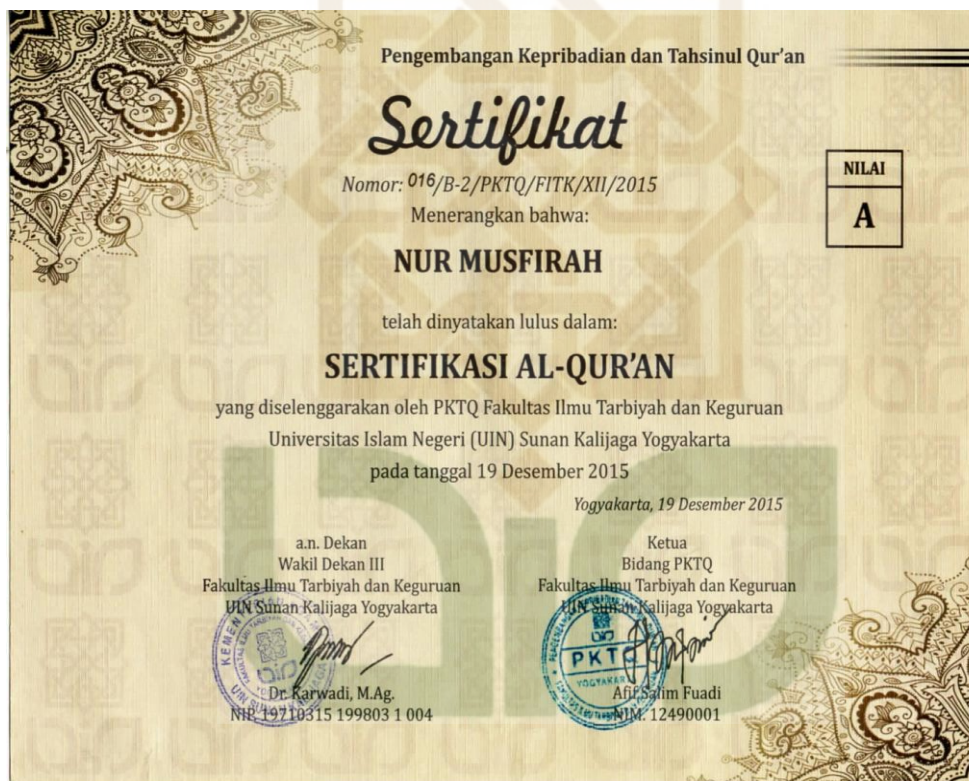 Pengembangan Kepribadian dan Tahsinul Qur'an
Sertifikat
Nomor: 016/B-2/PKTQ/FITK/XII/2015
NILAI
A
Menerangkan bahwa:
NUR MUSFIRAH
telah dinyatakan lulus dalam:
SERTIFIKASI AL-QUR'AN
yang diselenggarakan oleh PKTQ Fakultas Ilmu Tarbiyah dan Keguruan
Universitas Islam Negeri (UIN) Sunan Kalijaga Yogyakarta
pada tanggal 19 Desember 2015
Yogyakarta, 19 Desember 2015
a.n. Dekan
Wakil Dekan III
Fakultas Ilmu Tarbiyah dan Keguruan
UIN Sunan Kalijaga Yogyakarta
Dr. Karwadi, M.Ag.
NIP. 19710315 199803 1 004
Ketua
Bidang PKTQ
Fakultas Ilmu Tarbiyah dan Keguruan
UIN Sunan Kalijaga Yogyakarta
PKTQ
YOGYAKARTA
Afif Salim Fuadi
NIM. 12490001